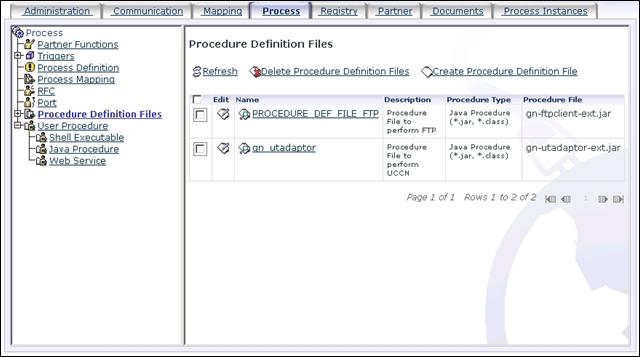 Administration Communication Mapping Process Registry Partner Documents Process Instances
Process
Partner Functions
Triggers
Process Definition
Process Mapping
RFC
Port
Procedure Definition Files
User Procedure
Shell Executable
Java Procedure
Web Service
Procedure Definition Files
Refresh Delete Procedure Definition Files Create Procedure Definition File
Edit Name Description Procedure Type Procedure File
PROCEDURE_DEF_FILE_FTP Procedure Java Procedure gn-ftpclient-ext.jar
File to (*.jar, *.class)
perform FTP
gn_utadaptor Procedure Java Procedure gn-utadaptor-ext.jar
File to (*.jar, *.class)
perform
UCCN
Page 1 of 1 Rows 1 to 2 of 2 1